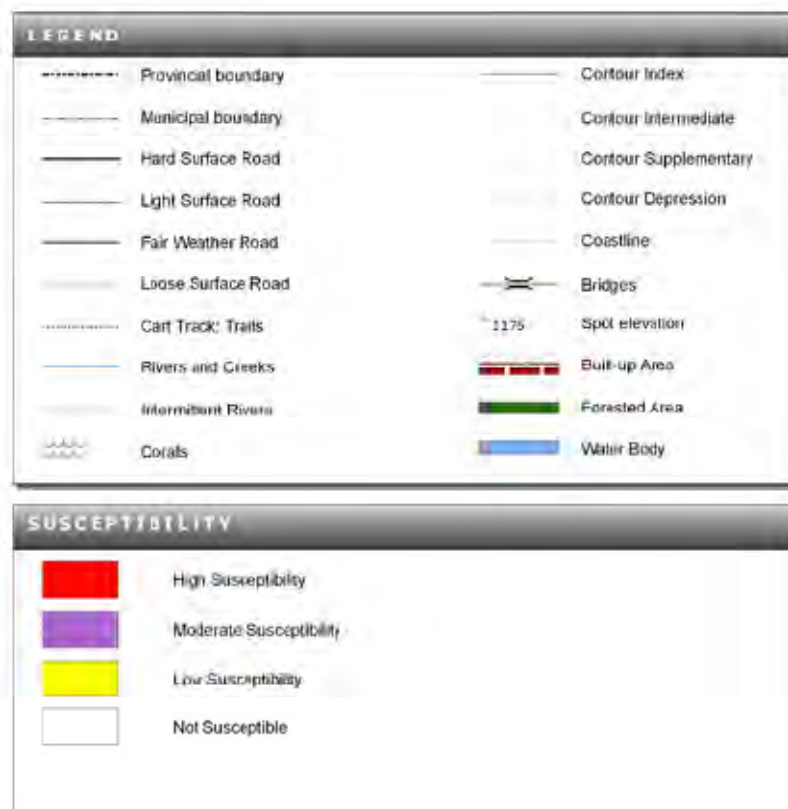 LEGEND
Provincial boundary
Municipal boundary
Hard Surface Road
Light Surface Road
Fair Weather Road
Loose Surface Road
Cart Track; Trails
Rivers and Creeks
Intermittent Rivers
Corals
Contour Index
Contour Intermediate
Contour Supplementary
Contour Depression
Coastline
Bridges
1175 Spot elevation
Built-up Area
Forested Area
Water Body
SUSCEPTIBILITY
High Susceptibility
Moderate Susceptibility
Low Susceptibility
Not Susceptible